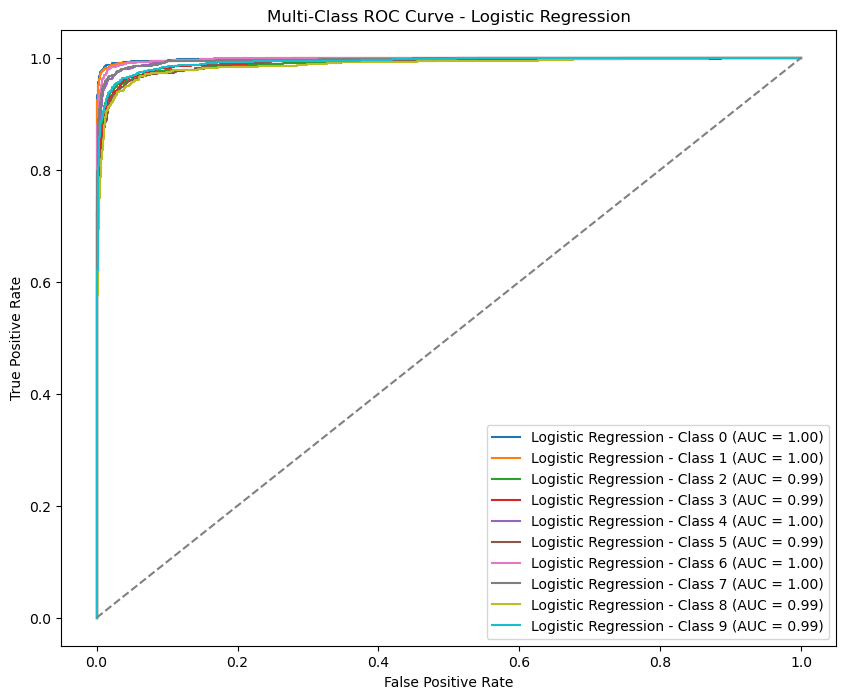 Multi-Class ROC Curve - Logistic Regression
True Positive Rate
1.0
0.8
0.6
0.4
0.2
0.0
Logistic Regression - Class 0 (AUC = 1.00)
Logistic Regression - Class 1 (AUC = 1.00)
Logistic Regression - Class 2 (AUC = 0.99)
Logistic Regression - Class 3 (AUC = 0.99)
Logistic Regression - Class 4 (AUC = 1.00)
Logistic Regression - Class 5 (AUC = 0.99)
Logistic Regression - Class 6 (AUC = 1.00)
Logistic Regression - Class 7 (AUC = 1.00)
Logistic Regression - Class 8 (AUC = 0.99)
Logistic Regression - Class 9 (AUC = 0.99)
0.0 0.2 0.4 0.6 0.8 1.0
False Positive Rate